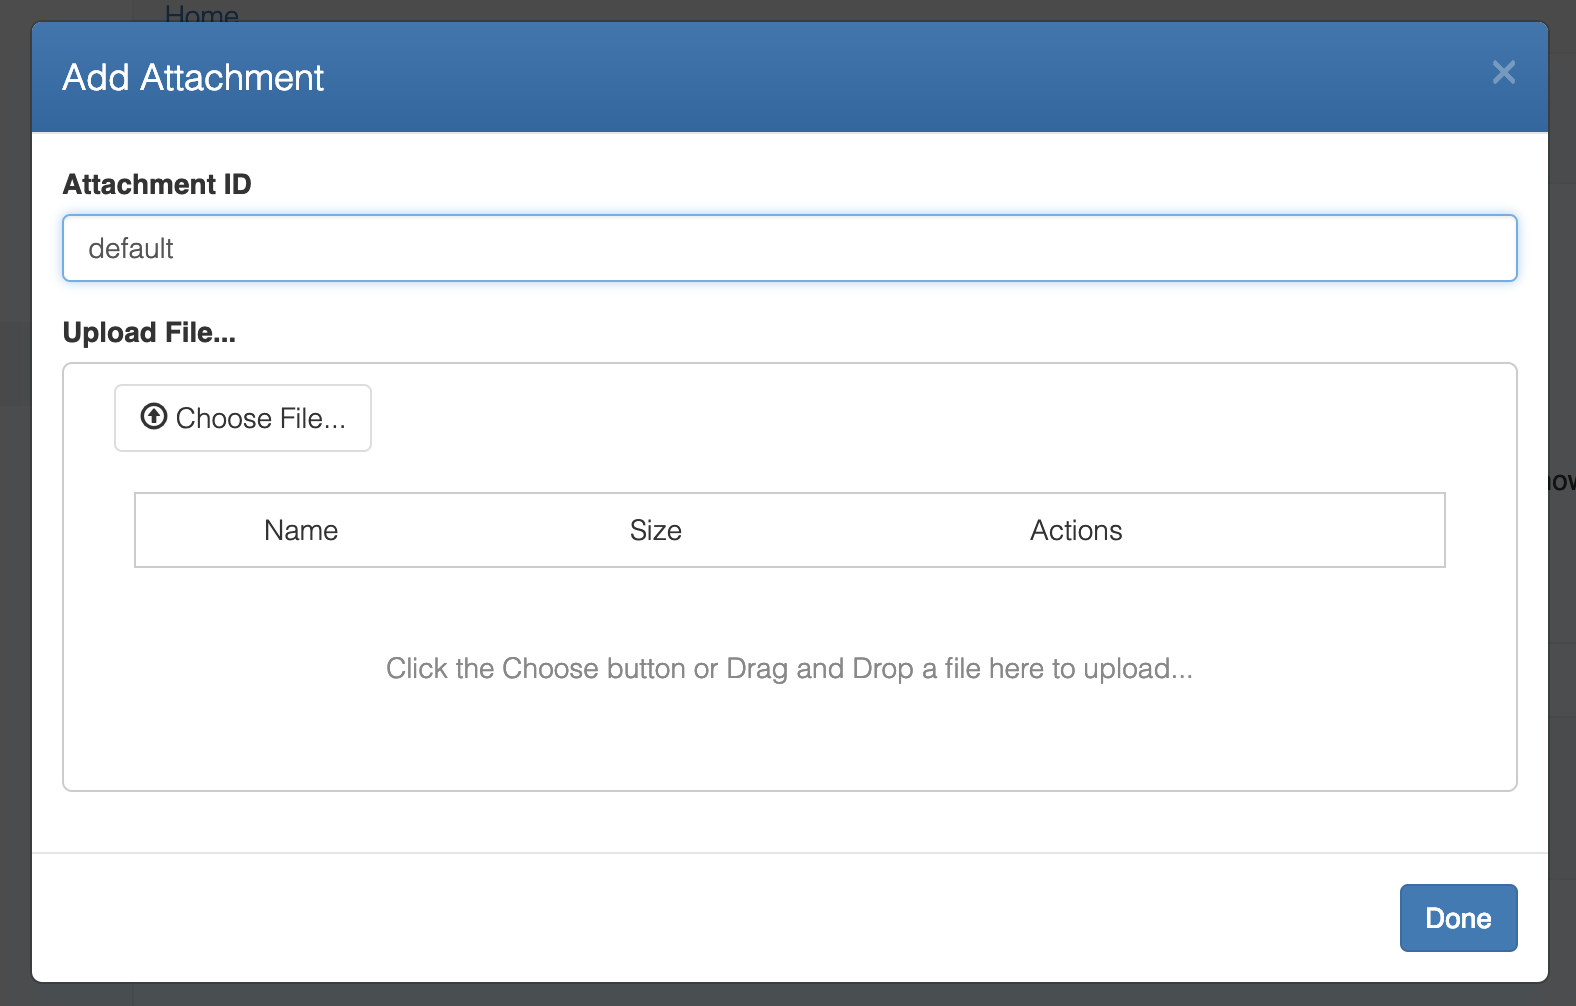 Home
Add Attachment
Attachment ID
default
Upload File...
Choose File...
Name Size Actions
Click the Choose button or Drag and Drop a file here to upload...
Done